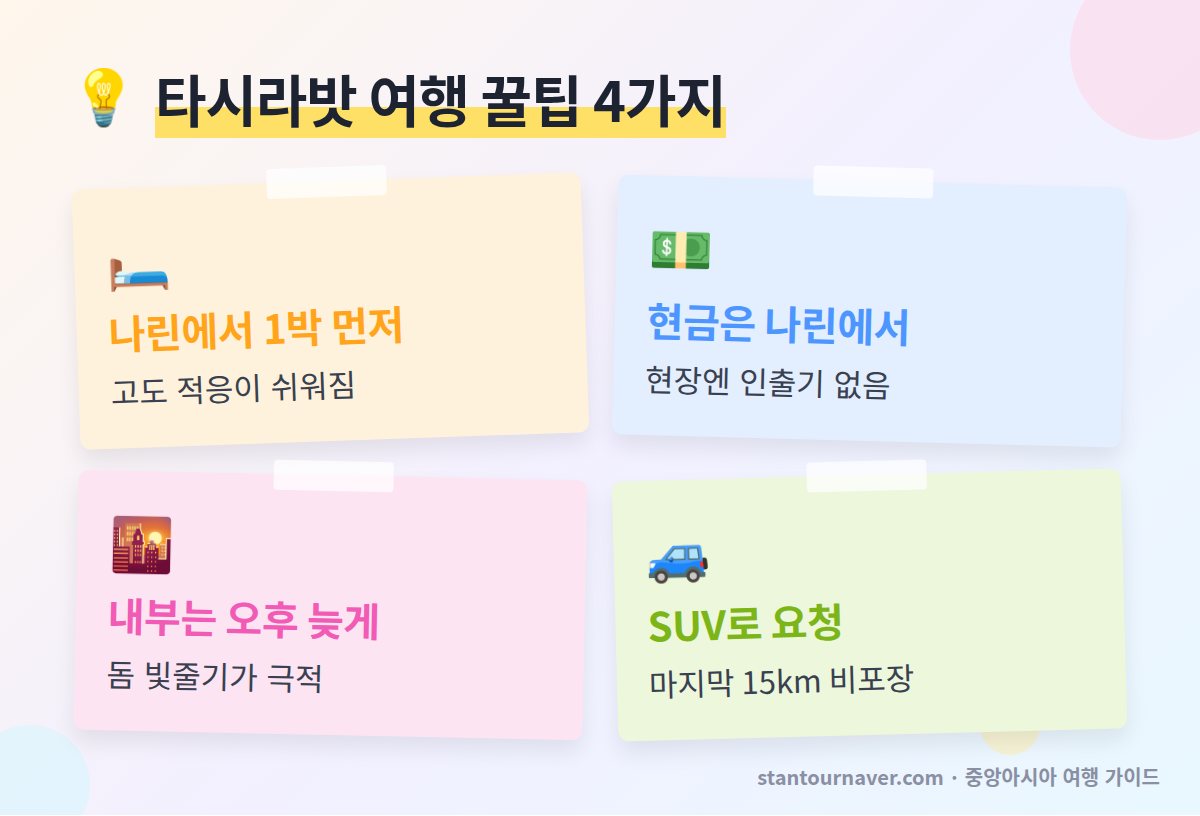 타시라밧 여행 꿀팁 4가지
나린에서 1박 먼저
고도 적응이 쉬워짐
현금은 나린에서
현장엔 인출기 없음
내부는 오후 늦게
돔 빛줄기가 극적
SUV로 요청
마지막 15km 비포장
stantournaver.com · 중앙아시아 여행 가이드